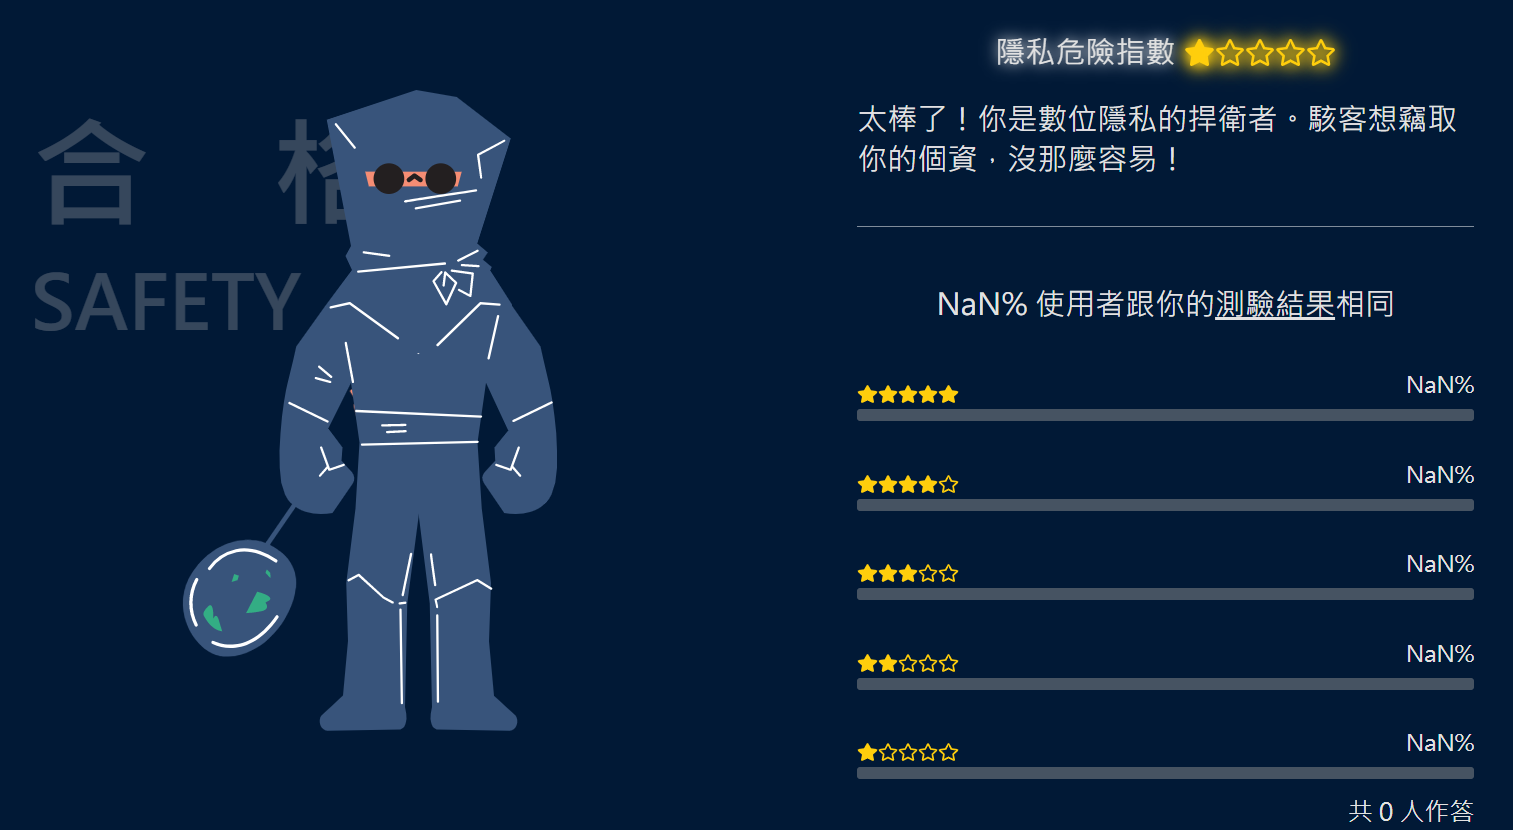 合 格
SAFETY
隱私危險指數
太棒了！你是數位隱私的捍衛者。駭客想竊取
你的個資，沒那麼容易！
NaN% 使用者跟你的測驗結果相同
NaN%
NaN%
NaN%
NaN%
NaN%
共 0 人作答